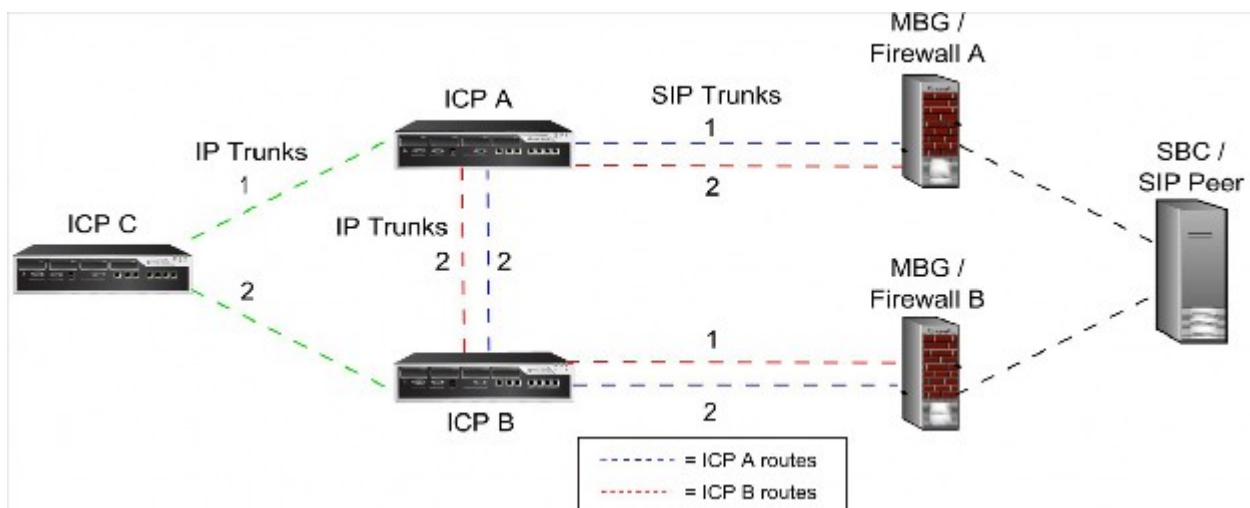 MBG /
Firewall A
ICP A
SIP Trunks
1
IP Trunks
1
2
SBC /
SIP Peer
ICP C
IP Trunks
2
2
2
MBG /
Firewall B
1
2
ICP B
= ICP A routes
= ICP B routes